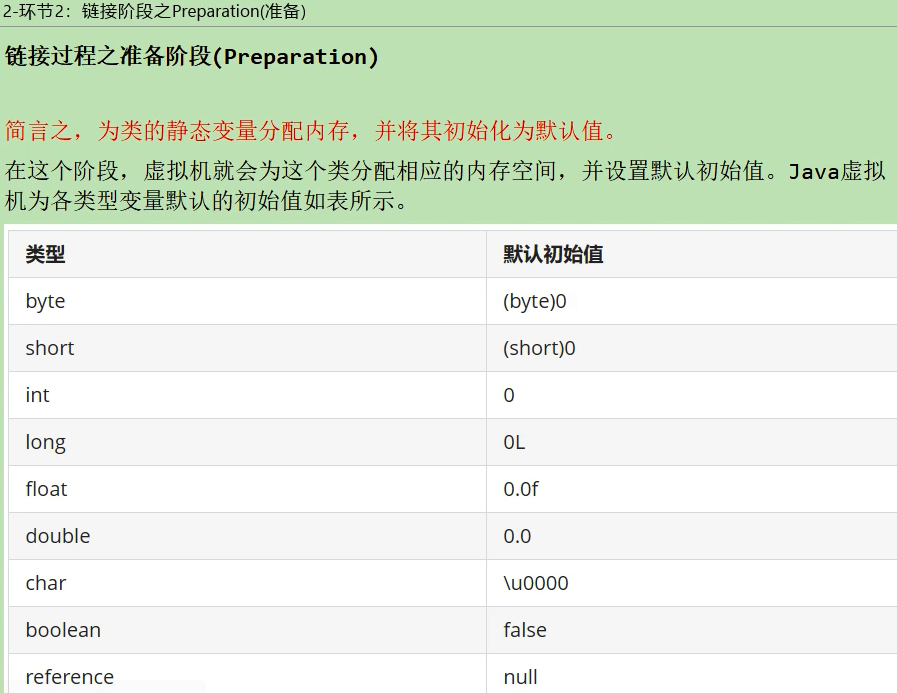 2-环节2：链接阶段之Preparation(准备)
链接过程之准备阶段(Preparation)
简言之，为类的静态变量分配内存，并将其初始化为默认值。
在这个阶段，虚拟机就会为这个类分配相应的内存空间，并设置默认初始值。Java虚拟
机为各类型变量默认的初始值如表所示。
类型 默认初始值
byte (byte)0
short (short)0
int 0
long 0L
float 0.0f
double 0.0
char \u0000
boolean false
reference null